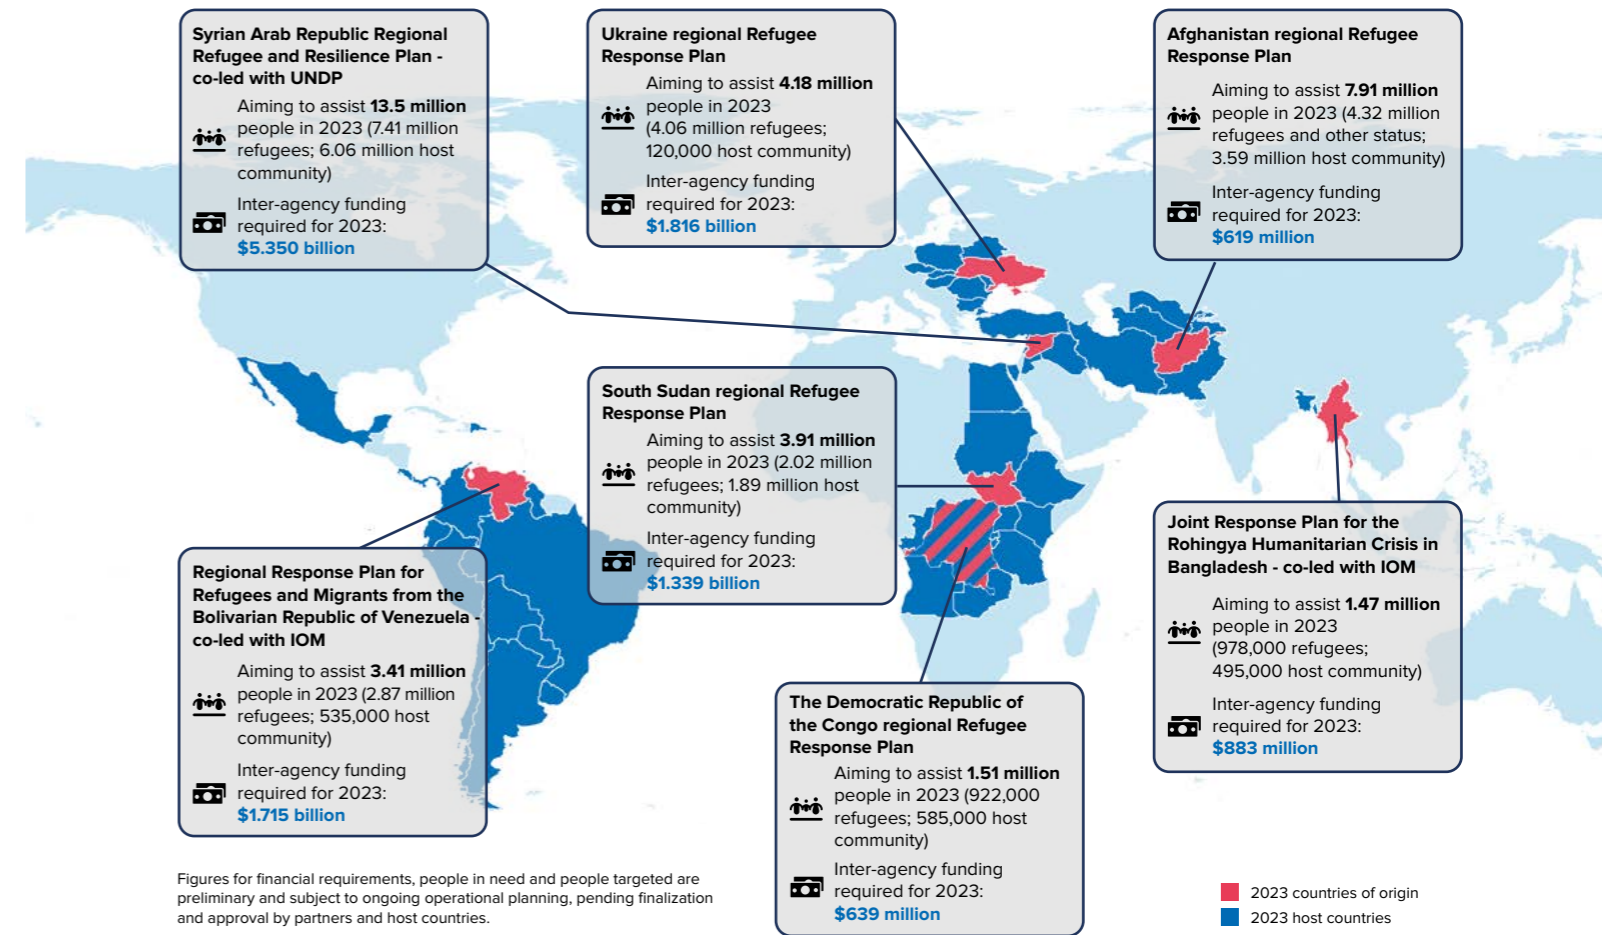 Syrian Arab Republic Regional
Refugee and Resilience Plan -
co-led with UNDP
Aiming to assist 13.5 million
people in 2023 (7.41 million
refugees; 6.06 million host
community)
Inter-agency funding
required for 2023:
$5.350 billion
Ukraine regional Refugee
Response Plan
Aiming to assist 4.18 million
people in 2023
(4.06 million refugees;
120,000 host community)
Inter-agency funding
required for 2023:
$1.816 billion
Afghanistan regional Refugee
Response Plan
Aiming to assist 7.91 million
people in 2023 (4.32 million
refugees and other status;
3.59 million host community)
Inter-agency funding
required for 2023:
$619 million
South Sudan regional Refugee
Response Plan
Aiming to assist 3.91 million
people in 2023 (2.02 million
refugees; 1.89 million host
community)
Inter-agency funding
required for 2023:
$1.339 billion
Regional Response Plan for
Refugees and Migrants from the
Bolivarian Republic of Venezuela -
co-led with IOM
Aiming to assist 3.41 million
people in 2023 (2.87 million
refugees; 535,000 host
community)
Inter-agency funding
required for 2023:
$1.715 billion
Joint Response Plan for the
Rohingya Humanitarian Crisis in
Bangladesh - co-led with IOM
Aiming to assist 1.47 million
people in 2023
(978,000 refugees;
495,000 host community)
Inter-agency funding
required for 2023:
$883 million
The Democratic Republic of
the Congo regional Refugee
Response Plan
Aiming to assist 1.51 million
people in 2023 (922,000
refugees; 585,000 host
community)
Inter-agency funding
required for 2023:
$639 million
Figures for financial requirements, people in need and people targeted are
preliminary and subject to ongoing operational planning, pending finalization
and approval by partners and host countries.
2023 countries of origin
2023 host countries